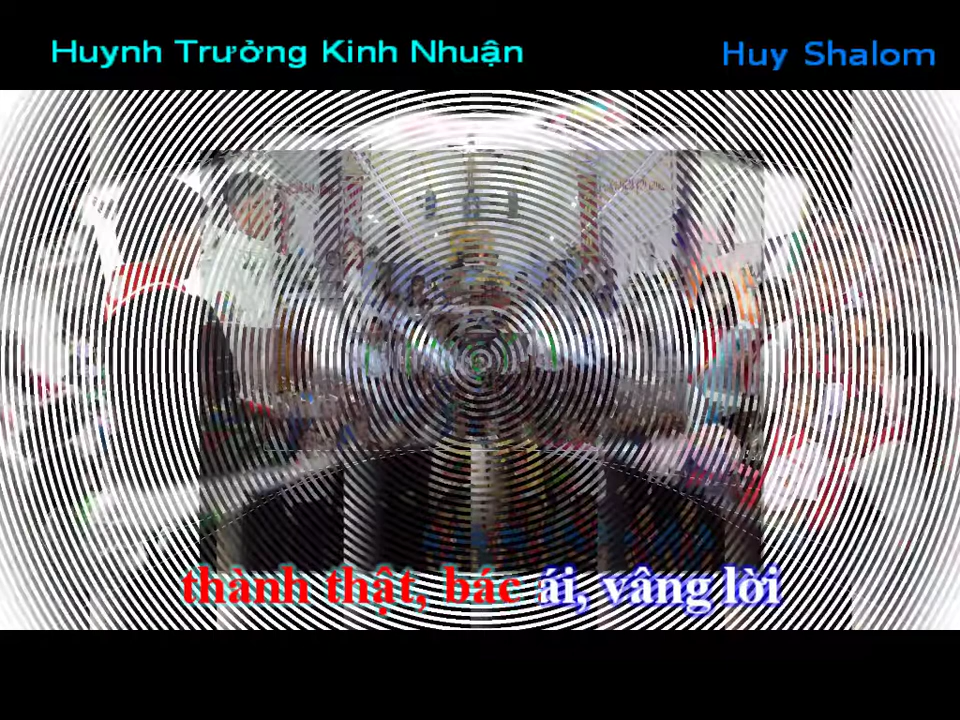 Huynh Trưởng Kinh Nhuận
Huy Shalom
thành thật, bác ái, vâng lời